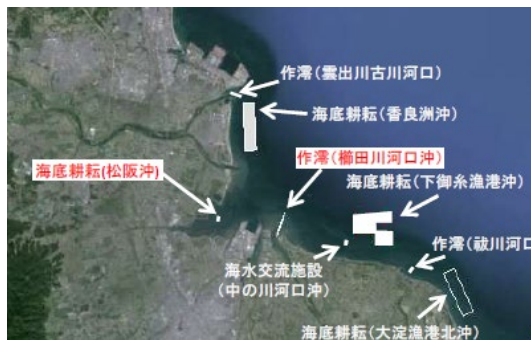 作澪(雲出川古川河口)
海底耕耘(香良洲沖)
海底耕耘(松阪沖)
作澪(櫛田川河口沖)
海底耕耘(下御糸漁港沖)
作澪(祓川河口
海水交流施設
(中の川河口沖)
海底耕耘(大淀漁港北沖)